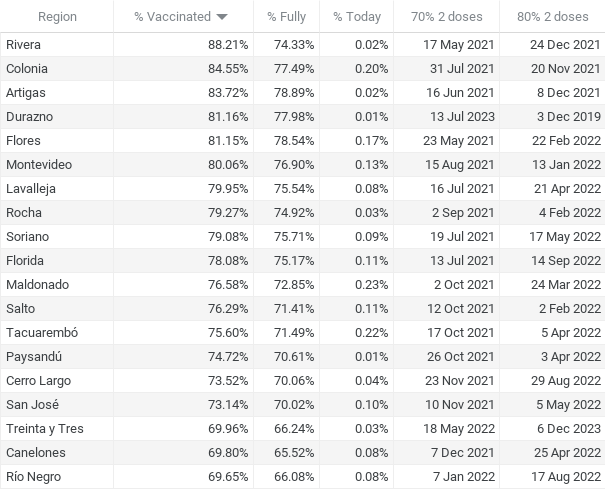 Region % Vaccinated % Fully % Today 70% 2 doses 80% 2 doses
Rivera 88.21% 74.33% 0.02% 17 May 2021 24 Dec 2021
Colonia 84.55% 77.49% 0.20% 31 Jul 2021 20 Nov 2021
Artigas 83.72% 78.89% 0.02% 16 Jun 2021 8 Dec 2021
Durazno 81.16% 77.98% 0.01% 13 Jul 2023 3 Dec 2019
Flores 81.15% 78.54% 0.17% 23 May 2021 22 Feb 2022
Montevideo 80.06% 76.90% 0.13% 15 Aug 2021 13 Jan 2022
Lavalleja 79.95% 75.54% 0.08% 16 Jul 2021 21 Apr 2022
Rocha 79.27% 74.92% 0.03% 2 Sep 2021 4 Feb 2022
Soriano 79.08% 75.71% 0.09% 19 Jul 2021 17 May 2022
Florida 78.08% 75.17% 0.11% 13 Jul 2021 14 Sep 2022
Maldonado 76.58% 72.85% 0.23% 2 Oct 2021 24 Mar 2022
Salto 76.29% 71.41% 0.11% 12 Oct 2021 2 Feb 2022
Tacuarembó 75.60% 71.49% 0.22% 17 Oct 2021 5 Apr 2022
Paysandú 74.72% 70.61% 0.01% 26 Oct 2021 3 Apr 2022
Cerro Largo 73.52% 70.06% 0.04% 23 Nov 2021 29 Aug 2022
San José 73.14% 70.02% 0.10% 10 Nov 2021 5 May 2022
Treinta y Tres 69.96% 66.24% 0.03% 18 May 2022 6 Dec 2023
Canelones 69.80% 65.52% 0.08% 7 Dec 2021 25 Apr 2022
Río Negro 69.65% 66.08% 0.08% 7 Jan 2022 17 Aug 2022